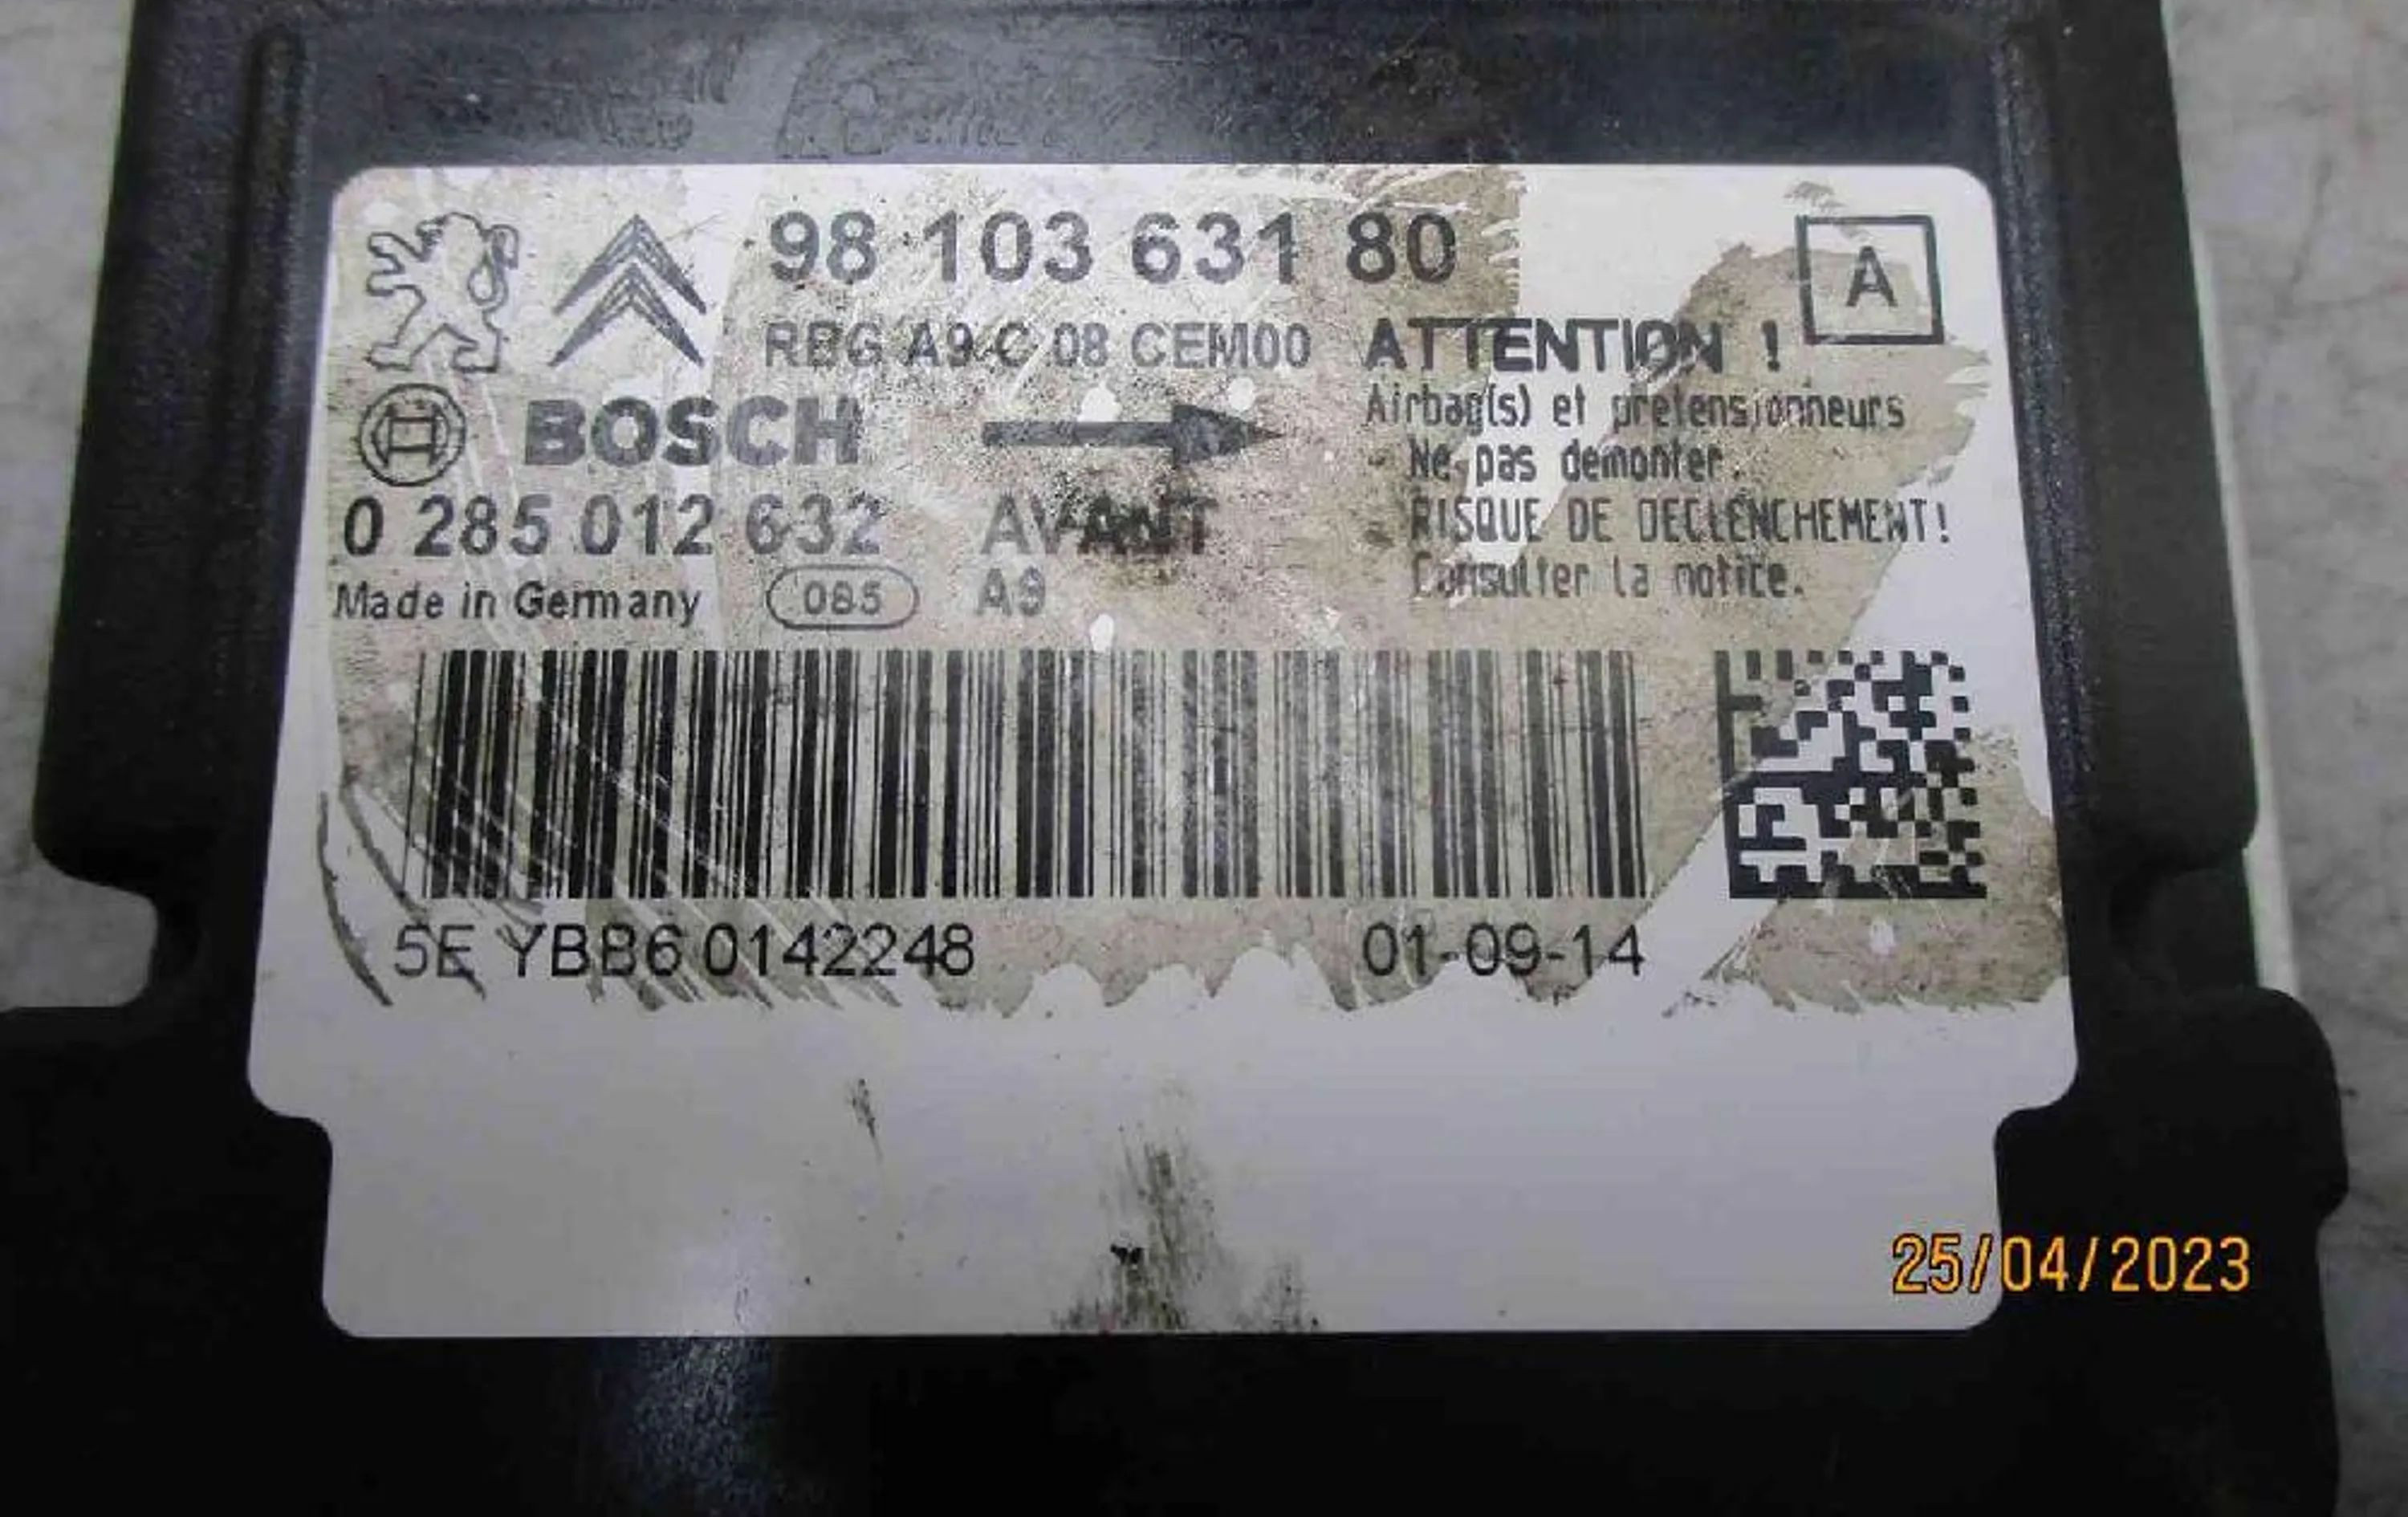 98 103 631 80
A
RBG A9 C 08 CEM00
ATTENTION !
BOSCH
Airbag(s) et pretensionneurs
Ne pas demonter.
0 285 012 632
AVANT
RISQUE DE DECLENCHEMENT!
Made in Germany
085
A9
Consulter la notice.
5E YBB6 0142248
01-09-14
25/04/2023